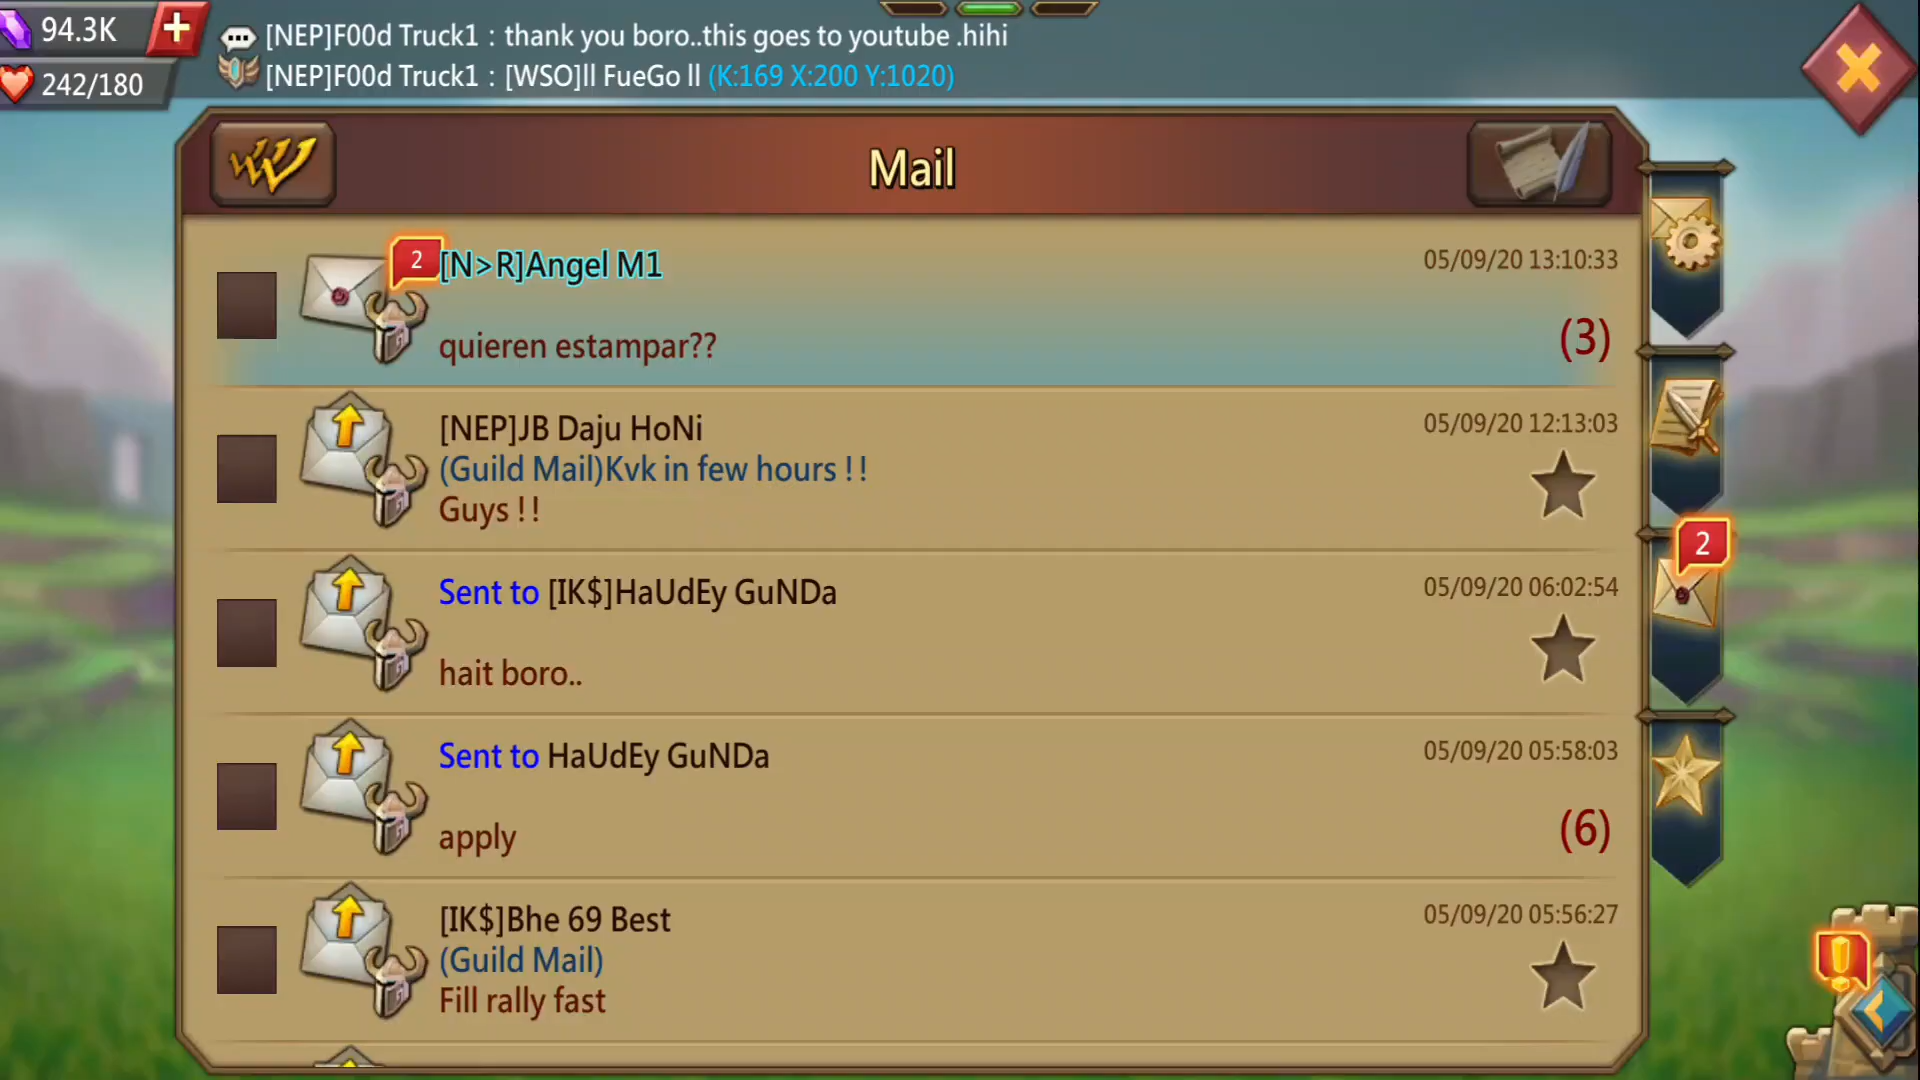 94.3K
242/180
[NEP]F00d Truck1 : thank you boro..this goes to youtube .hihi
[NEP]F00d Truck1 : [WSO]ll FueGo ll (K:169 X:200 Y:1020)
Mail
2
[N>R]Angel M1
05/09/20 13:10:33
quieren estampar??
(3)
[NEP]JB Daju HoNi
05/09/20 12:13:03
(Guild Mail)Kvk in few hours !!
Guys !!
2
Sent to [IK$]HaUdEy GuNDa
05/09/20 06:02:54
hait boro..
Sent to HaUdEy GuNDa
05/09/20 05:58:03
apply
(6)
[IK$]Bhe 69 Best
05/09/20 05:56:27
(Guild Mail)
Fill rally fast